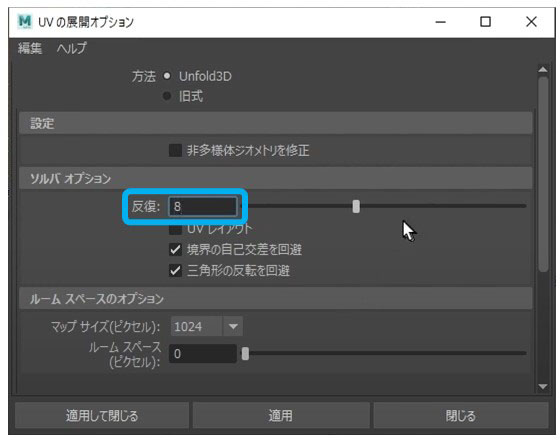 UV の展開オプション
編集 ヘルプ
方法 Unfold3D
旧式
設定
非多様体ジオメトリを修正
ソルバ オプション
反復: 8
UV レイアウト
境界の自己交差を回避
三角形の反転を回避
ルーム スペースのオプション
マップ サイズ(ピクセル): 1024
ルーム スペース
(ピクセル): 0
適用して閉じる 適用 閉じる